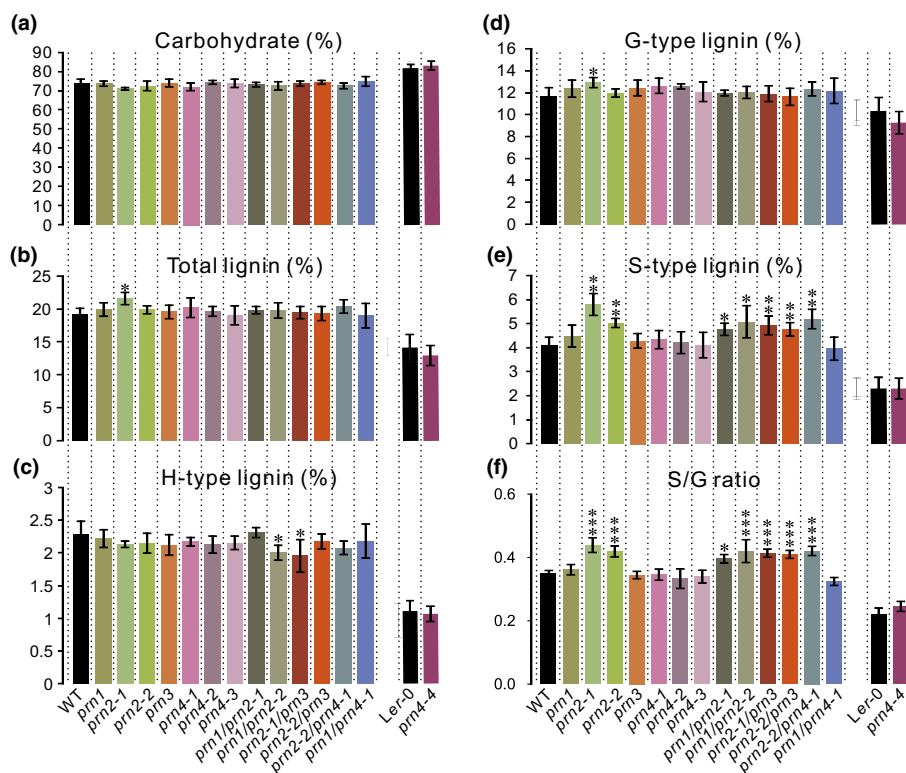 (a)
Carbohydrate (%)
90
80
70
60
50
40
30
20
10
0
(b)
Total lignin (%)
25
20
15
10
5
0
*
(c)
H-type lignin (%)
3
2.5
2
1.5
1
0.5
0
* *
WT
prn1
prn2-1
prn2-2
prn3
prn4-1
prn4-2
prn4-3
prn1/prn2-1
prn1/prn2-2
prn2-1/prn3
prn2-2/prn3
prn2-2/prn4-1
prn1/prn4-1
Ler-0
prn4-4
(d)
G-type lignin (%)
16
14
12
10
8
6
4
2
0
*
(e)
S-type lignin (%)
7
6
5
4
3
2
1
0
** ** * * ** ** **
(f)
S/G ratio
0.6
0.4
0.2
0.0
*** *** * *** *** *** ***
WT
prn1
prn2-1
prn2-2
prn3
prn4-1
prn4-2
prn4-3
prn1/prn2-1
prn1/prn2-2
prn2-1/prn3
prn2-2/prn3
prn2-2/prn4-1
prn1/prn4-1
Ler-0
prn4-4